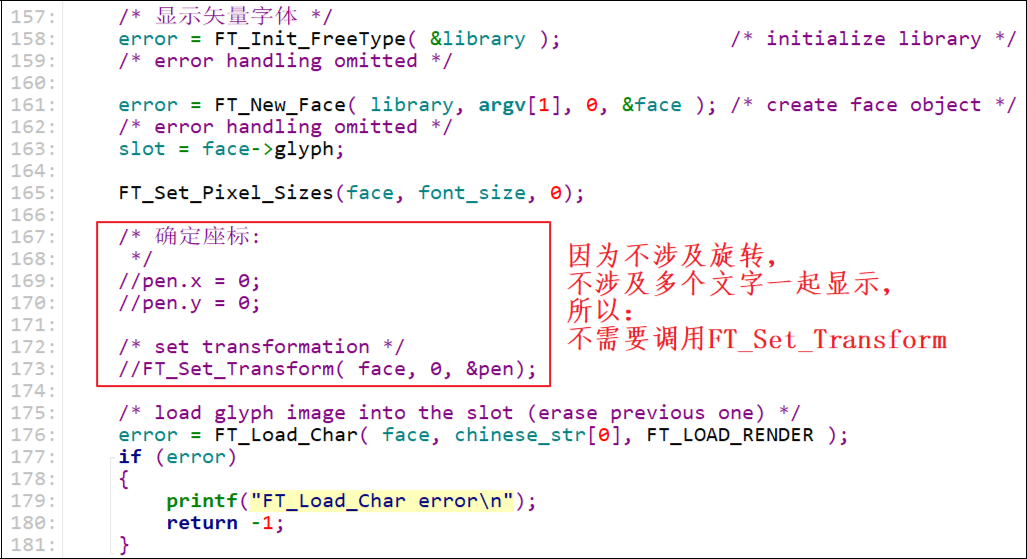 157: /* 显示矢量字体 */
158: error = FT_Init_FreeType( &library ); /* initialize library */
159: /* error handling omitted */
160:
161: error = FT_New_Face( library, argv[1], 0, &face ); /* create face object */
162: /* error handling omitted */
163: slot = face->glyph;
164:
165: FT_Set_Pixel_Sizes(face, font_size, 0);
166:
167: /* 确定座标:
168: */
169: //pen.x = 0;
170: //pen.y = 0;
171:
172: /* set transformation */
173: //FT_Set_Transform( face, 0, &pen);
因为不涉及旋转，
不涉及多个文字一起显示，
所以：
不需要调用FT_Set_Transform
174:
175: /* load glyph image into the slot (erase previous one) */
176: error = FT_Load_Char( face, chinese_str[0], FT_LOAD_RENDER );
177: if (error)
178: {
179: printf("FT_Load_Char error\n");
180: return -1;
181: }